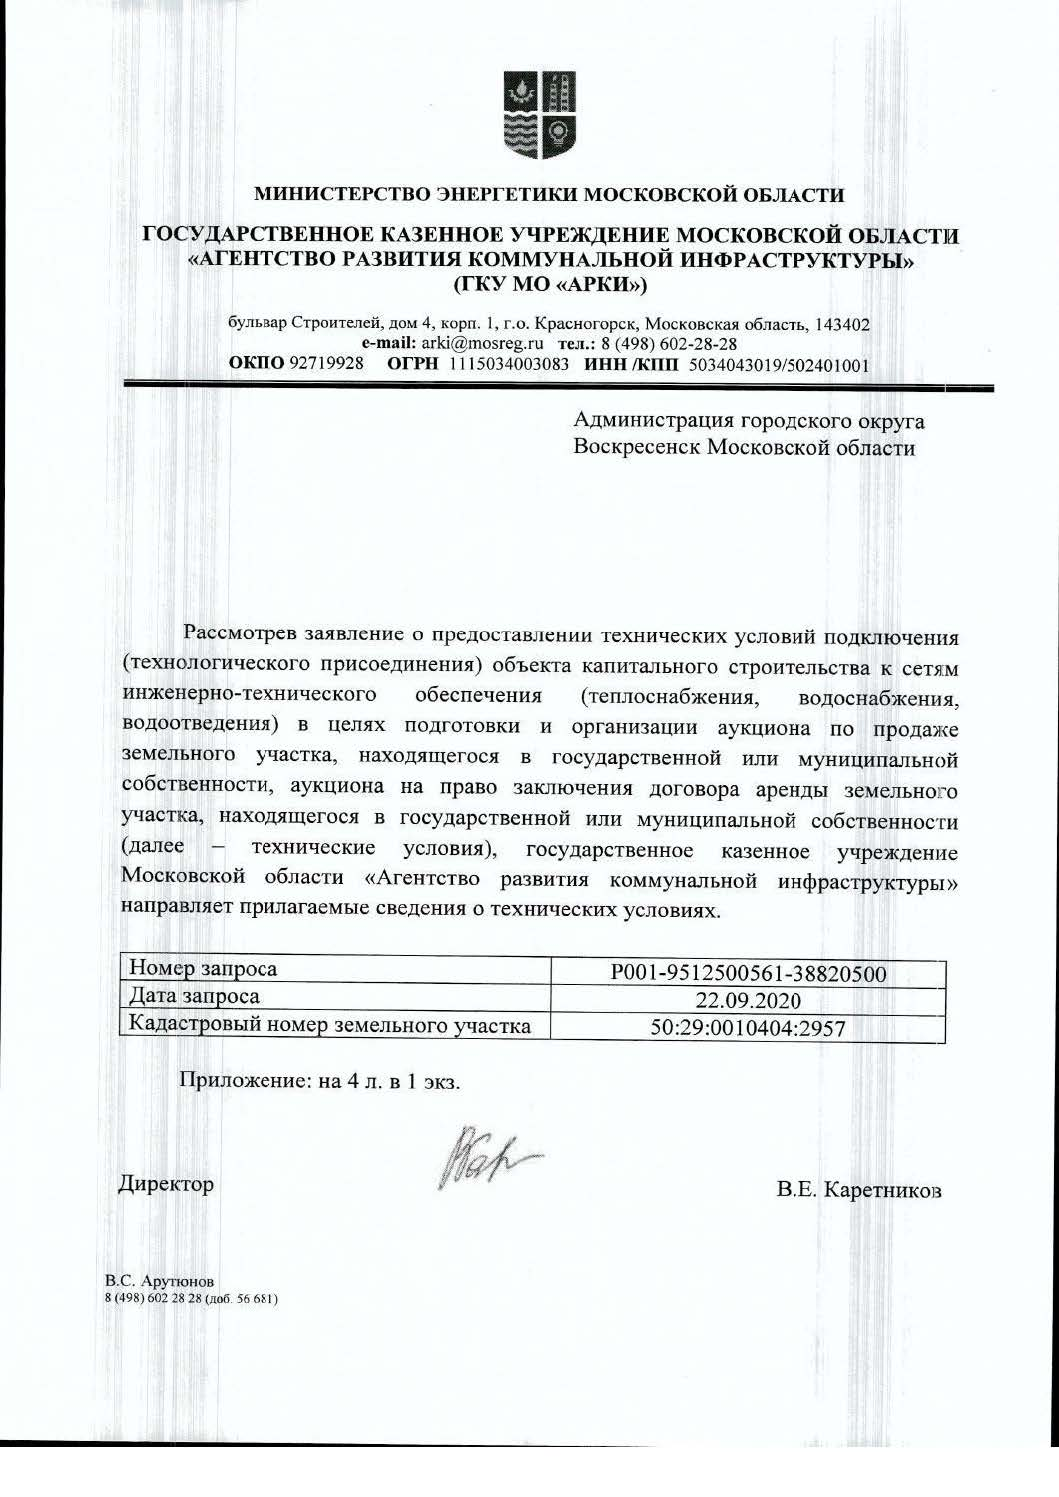 МИНИСТЕРСТВО ЭНЕРГЕТИКИ МОСКОВСКОЙ ОБЛАСТИ
ГОСУДАРСТВЕННОЕ КАЗЕННОЕ УЧРЕЖДЕНИЕ МОСКОВСКОЙ ОБЛАСТИ
«АГЕНТСТВО РАЗВИТИЯ КОММУНАЛЬНОЙ ИНФРАСТРУКТУРЫ»
(ГКУ МО «АРКИ»)
бульвар Строителей, дом 4, корп. 1, г.о. Красногорск, Московская область, 143402
e-mail: arki@mosreg.ru тел.: 8 (498) 602-28-28
ОКПО 92719928 ОГРН 1115034003083 ИНН /КПП 5034043019/502401001
Администрация городского округа
Воскресенск Московской области
Рассмотрев заявление о предоставлении технических условий подключения
(технологического присоединения) объекта капитального строительства к сетям
инженерно-технического обеспечения (теплоснабжения, водоснабжения,
водоотведения) в целях подготовки и организации аукциона по продаже
земельного участка, находящегося в государственной или муниципальной
собственности, аукциона на право заключения договора аренды земельного
участка, находящегося в государственной или муниципальной собственности
(далее – технические условия), государственное казенное учреждение
Московской области «Агентство развития коммунальной инфраструктуры»
направляет прилагаемые сведения о технических условиях.
Номер запроса P001-9512500561-38820500
Дата запроса 22.09.2020
Кадастровый номер земельного участка 50:29:0010404:2957
Приложение: на 4 л. в 1 экз.
Директор В.Е. Каретников
В.С. Арутюнов
8 (498) 602 28 28 (доб. 56 681)